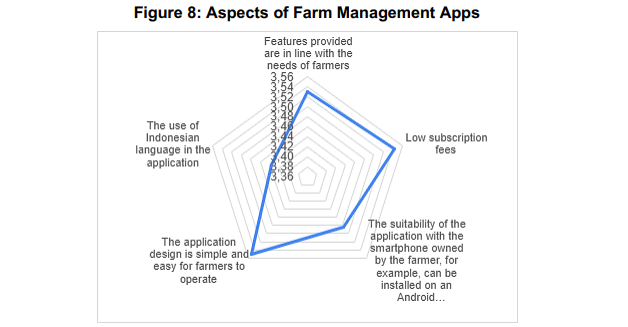 Figure 8: Aspects of Farm Management Apps
Features provided
are in line with the
needs of farmers
3,56
3,54
3,52
3,50
3,48
3,46
3,44
3,42
3,40
3,38
3,36
Low subscription
fees
The suitability of the
application with the
smartphone owned
by the farmer, for
example, can be
installed on an
Android…
The application
design is simple and
easy for farmers to
operate
The use of
Indonesian
language in the
application